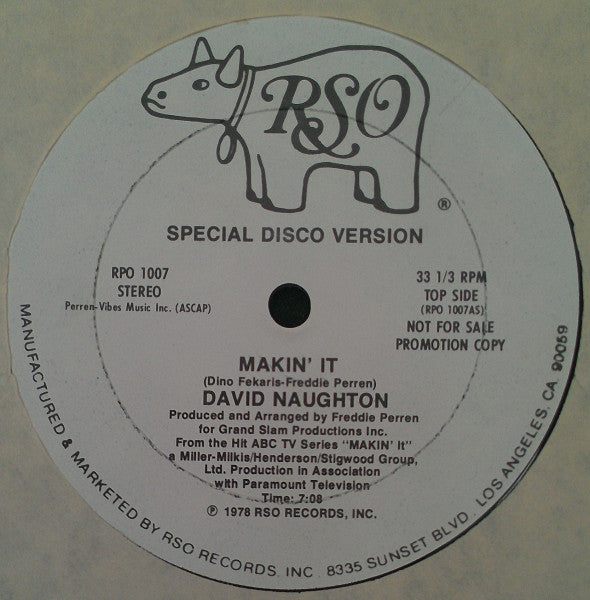 RSO
®
SPECIAL DISCO VERSION
RPO 1007
STEREO
Perren-Vibes Music Inc. (ASCAP)
33 1/3 RPM
TOP SIDE
(RPO 1007AS)
NOT FOR SALE
PROMOTION COPY
MAKIN' IT
(Dino Fekaris-Freddie Perren)
DAVID NAUGHTON
Produced and Arranged by Freddie Perren
for Grand Slam Productions Inc.
From the Hit ABC TV Series "MAKIN' It"
a Miller-Milkis/Henderson/Stigwood Group,
Ltd. Production in Association
with Paramount Television
Time: 7:08
℗ 1978 RSO RECORDS, INC.
MANUFACTURED & MARKETED BY RSO RECORDS, INC. 8335 SUNSET BLVD. LOS ANGELES, CA 90069